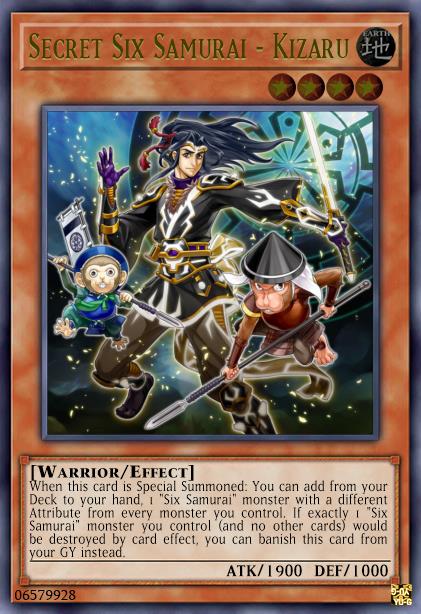 SECRET SIX SAMURAI - KIZARU
EARTH
地
[WARRIOR/EFFECT]
When this card is Special Summoned: You can add from your
Deck to your hand, 1 "Six Samurai" monster with a different
Attribute from every monster you control. If exactly 1 "Six
Samurai" monster you control (and no other cards) would
be destroyed by card effect, you can banish this card from
your GY instead.
ATK/1900 DEF/1000
06579928